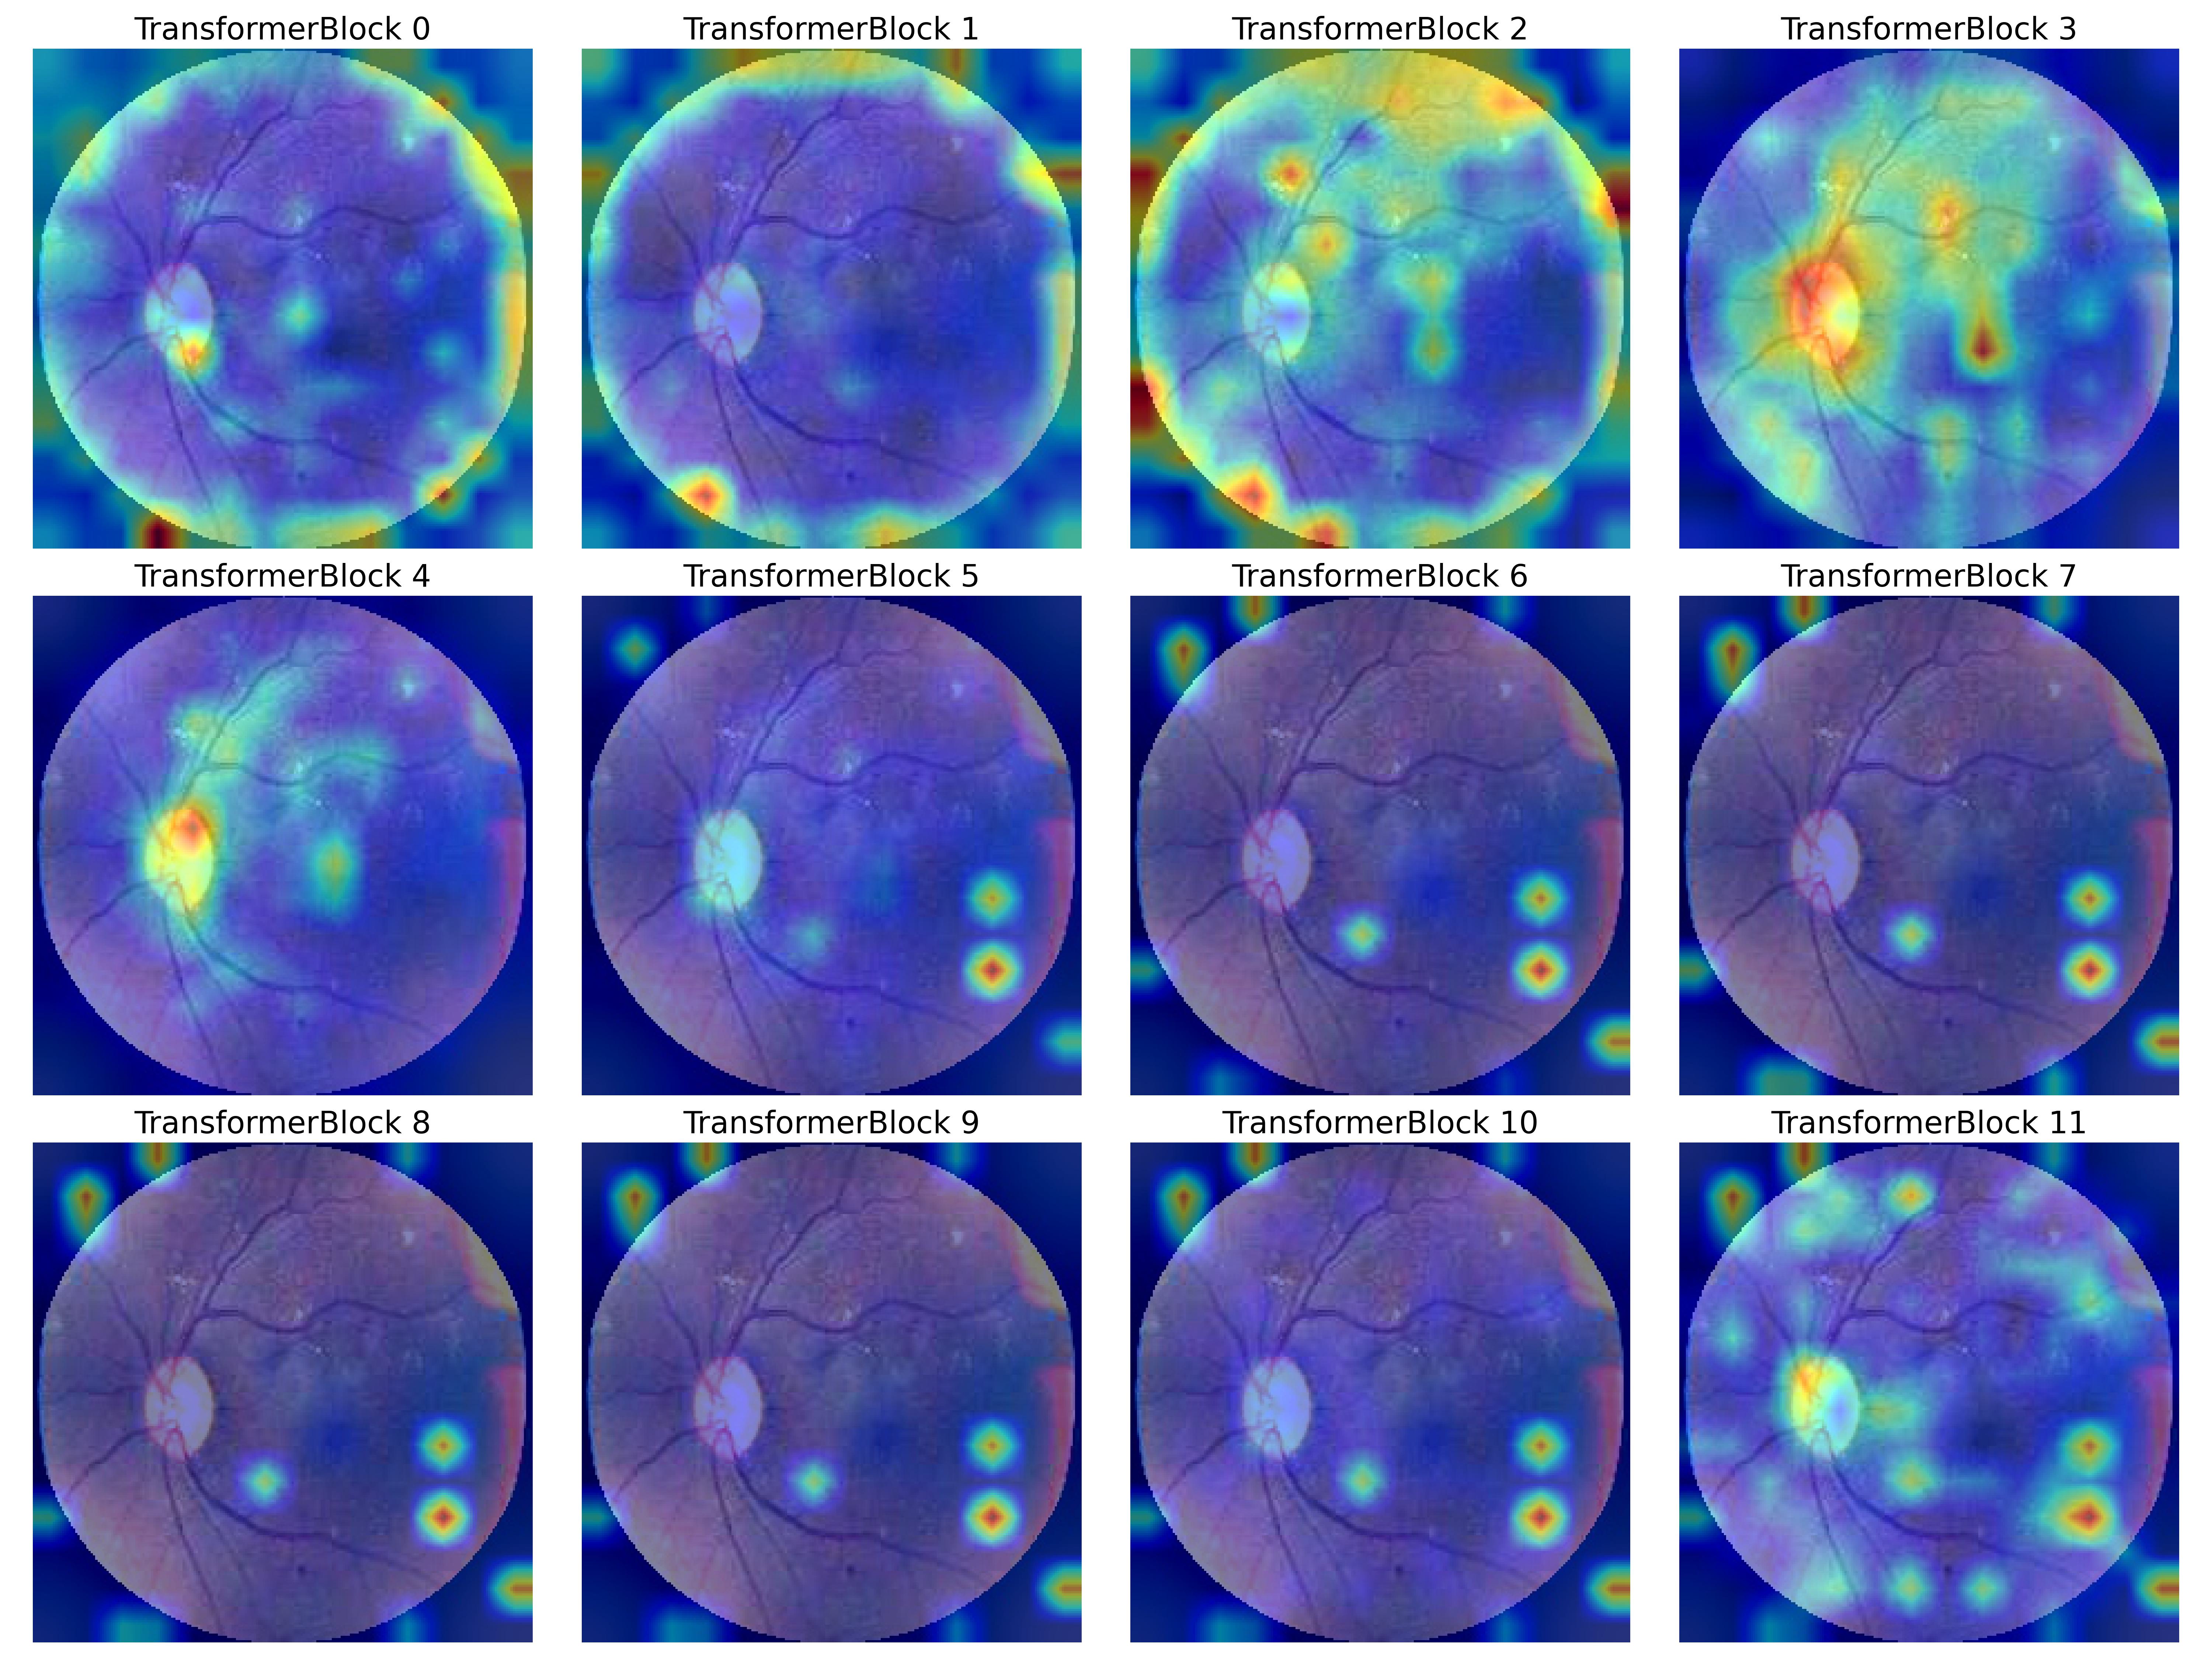 TransformerBlock 0
TransformerBlock 1
TransformerBlock 2
TransformerBlock 3
TransformerBlock 4
TransformerBlock 5
TransformerBlock 6
TransformerBlock 7
TransformerBlock 8
TransformerBlock 9
TransformerBlock 10
TransformerBlock 11